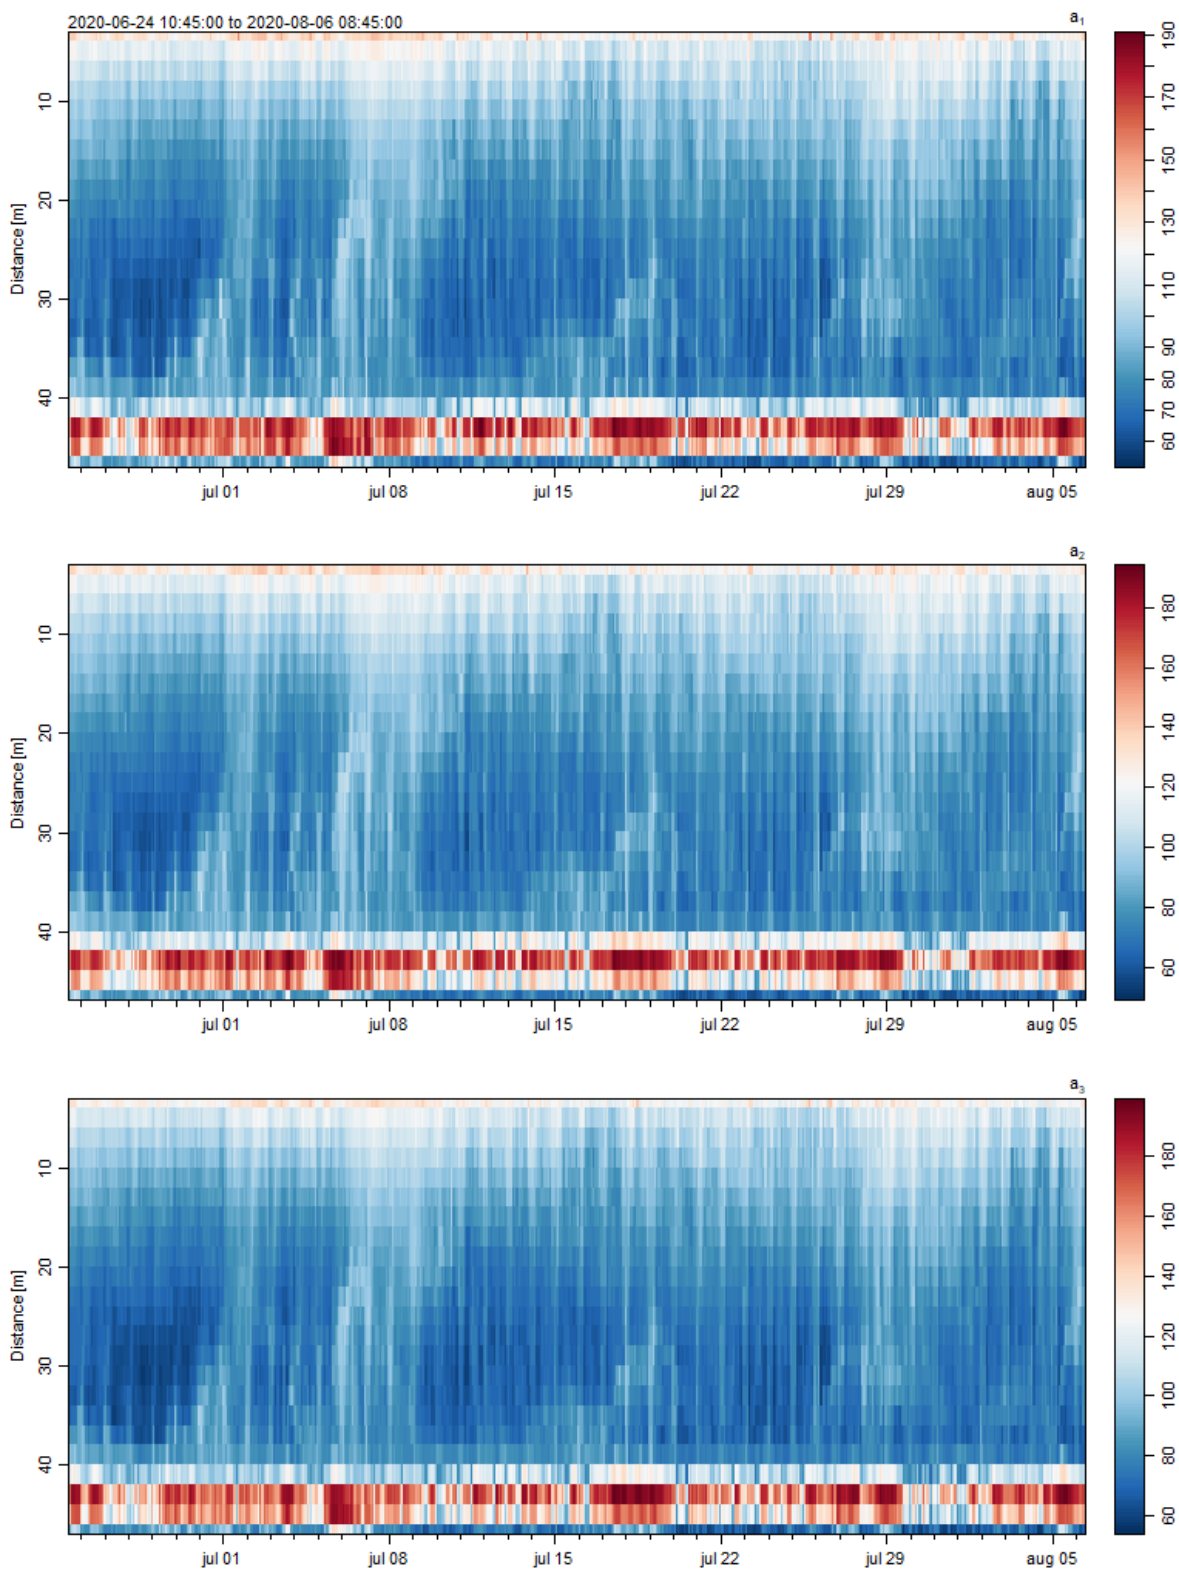 2020-06-24 10:45:00 to 2020-08-06 08:45:00
a₁
Distance [m]
10
20
30
40
jul 01
jul 08
jul 15
jul 22
jul 29
aug 05
190
170
150
130
110
90
80
70
60
a₂
Distance [m]
10
20
30
40
jul 01
jul 08
jul 15
jul 22
jul 29
aug 05
180
160
140
120
100
80
60
a₃
Distance [m]
10
20
30
40
jul 01
jul 08
jul 15
jul 22
jul 29
aug 05
180
160
140
120
100
80
60